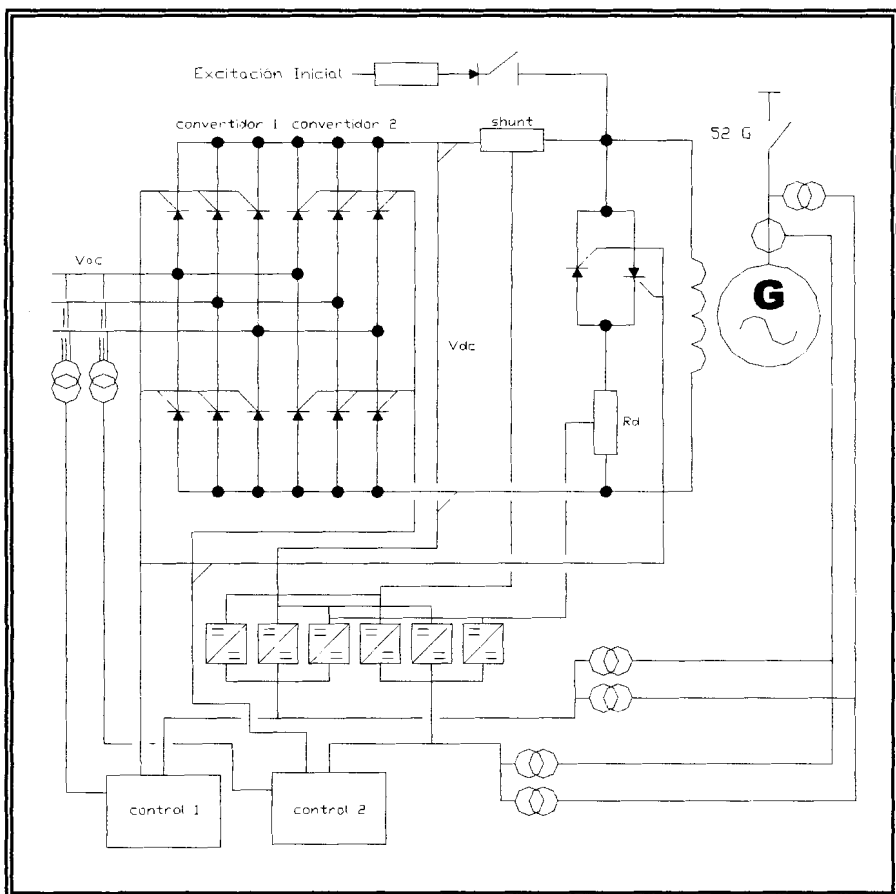 Excitación Inicial
convertidor 1 convertidor 2
shunt
52 G
Vac
G
Vdc
Rd
control 1
control 2